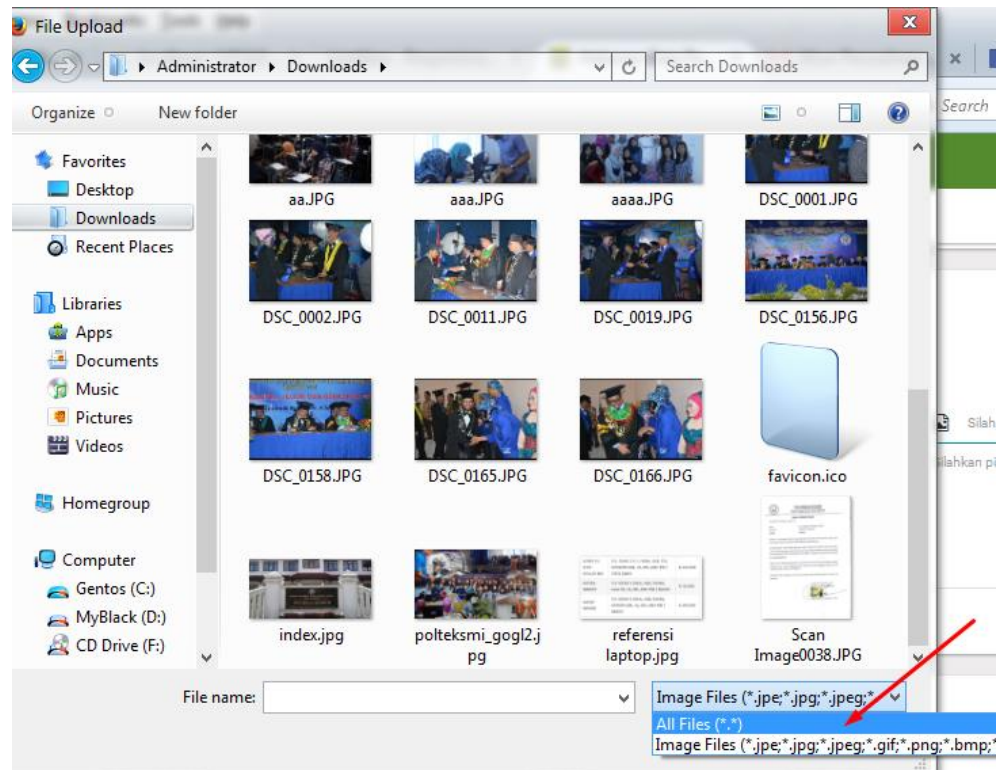 File Upload
Administrator Downloads
Search Downloads
Search
Organize
New folder
Favorites
Desktop
Downloads
Recent Places
Libraries
Apps
Documents
Music
Pictures
Videos
Homegroup
Computer
Gentos (C:)
MyBlack (D:)
CD Drive (F:)
aa.JPG
aaa.JPG
aaaa.JPG
DSC_0001.JPG
DSC_0002.JPG
DSC_0011.JPG
DSC_0019.JPG
DSC_0156.JPG
DSC_0158.JPG
DSC_0165.JPG
DSC_0166.JPG
favicon.ico
index.jpg
polteksmi_gogl2.j
pg
referensi
laptop.jpg
Scan
Image0038.JPG
Silah
Silahkan pi
File name:
Image Files (*.jpe;*.jpg;*.jpeg;*.
All Files (*.*)
Image Files (*.jpe;*.jpg;*.jpeg;*.gif;*.png;*.bmp;*